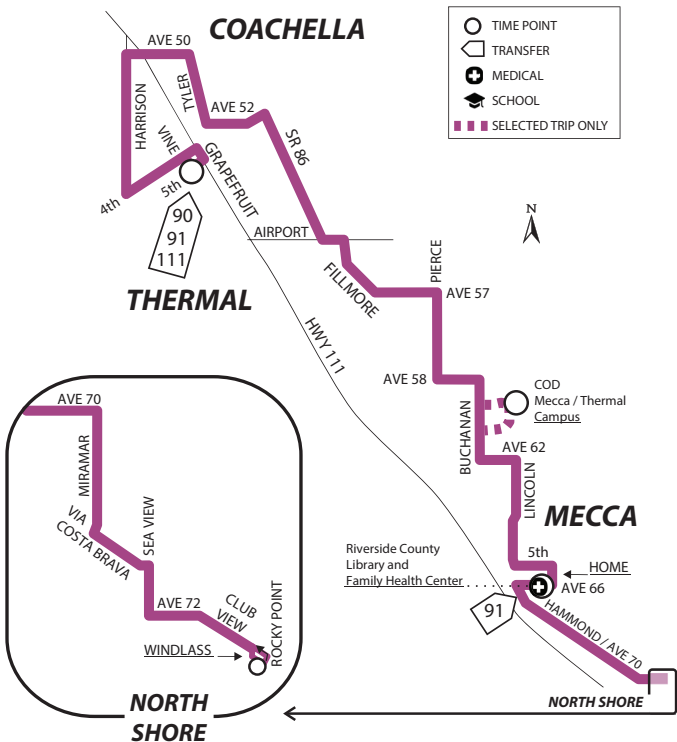 COACHELLA
AVE 50
HARRISON
TYLER
AVE 52
VINE
5th
4th
GRAPEFRUIT
SR 86
90
91
111
THERMAL
AIRPORT
FILLMORE
HWY 111
PIERCE
AVE 57
AVE 58
BUCHANAN
COD
Mecca / Thermal
Campus
AVE 62
LINCOLN
MECCA
5th
HOME
AVE 66
Riverside County
Library and
Family Health Center
91
HAMMOND / AVE 70
NORTH SHORE
N
TIME POINT
TRANSFER
MEDICAL
SCHOOL
SELECTED TRIP ONLY
AVE 70
MIRAMAR
VIA
COSTA BRAVA
SEA VIEW
AVE 72
CLUB
VIEW
ROCKY POINT
WINDLASS
NORTH
SHORE